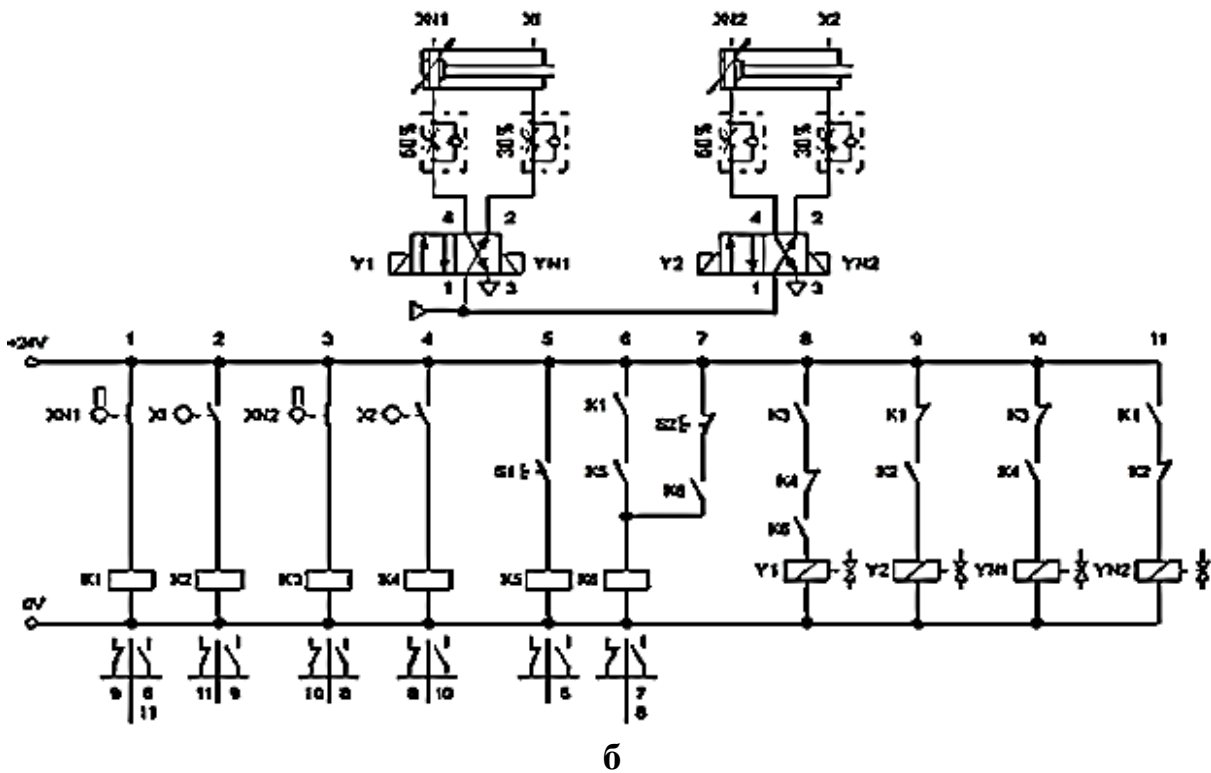 XN1 X1 XN2 X2
60% 30% 60% 30%
4 2 4 2
Y1 YN1 Y2 YN2
1 3 1 3
+24V 1 2 3 4 5 6 7 8 9 10 11
XN1 X1 XN2 X2 K1 S2 K3 K1 K3 K1
S1 K5 K6 K4 K2 K4 K2
K6
K1 K2 K3 K4 K5 K6 Y1 Y2 YN1 YN2
0V
9 6 11 9 10 8 8 10 6 7
11 8
б